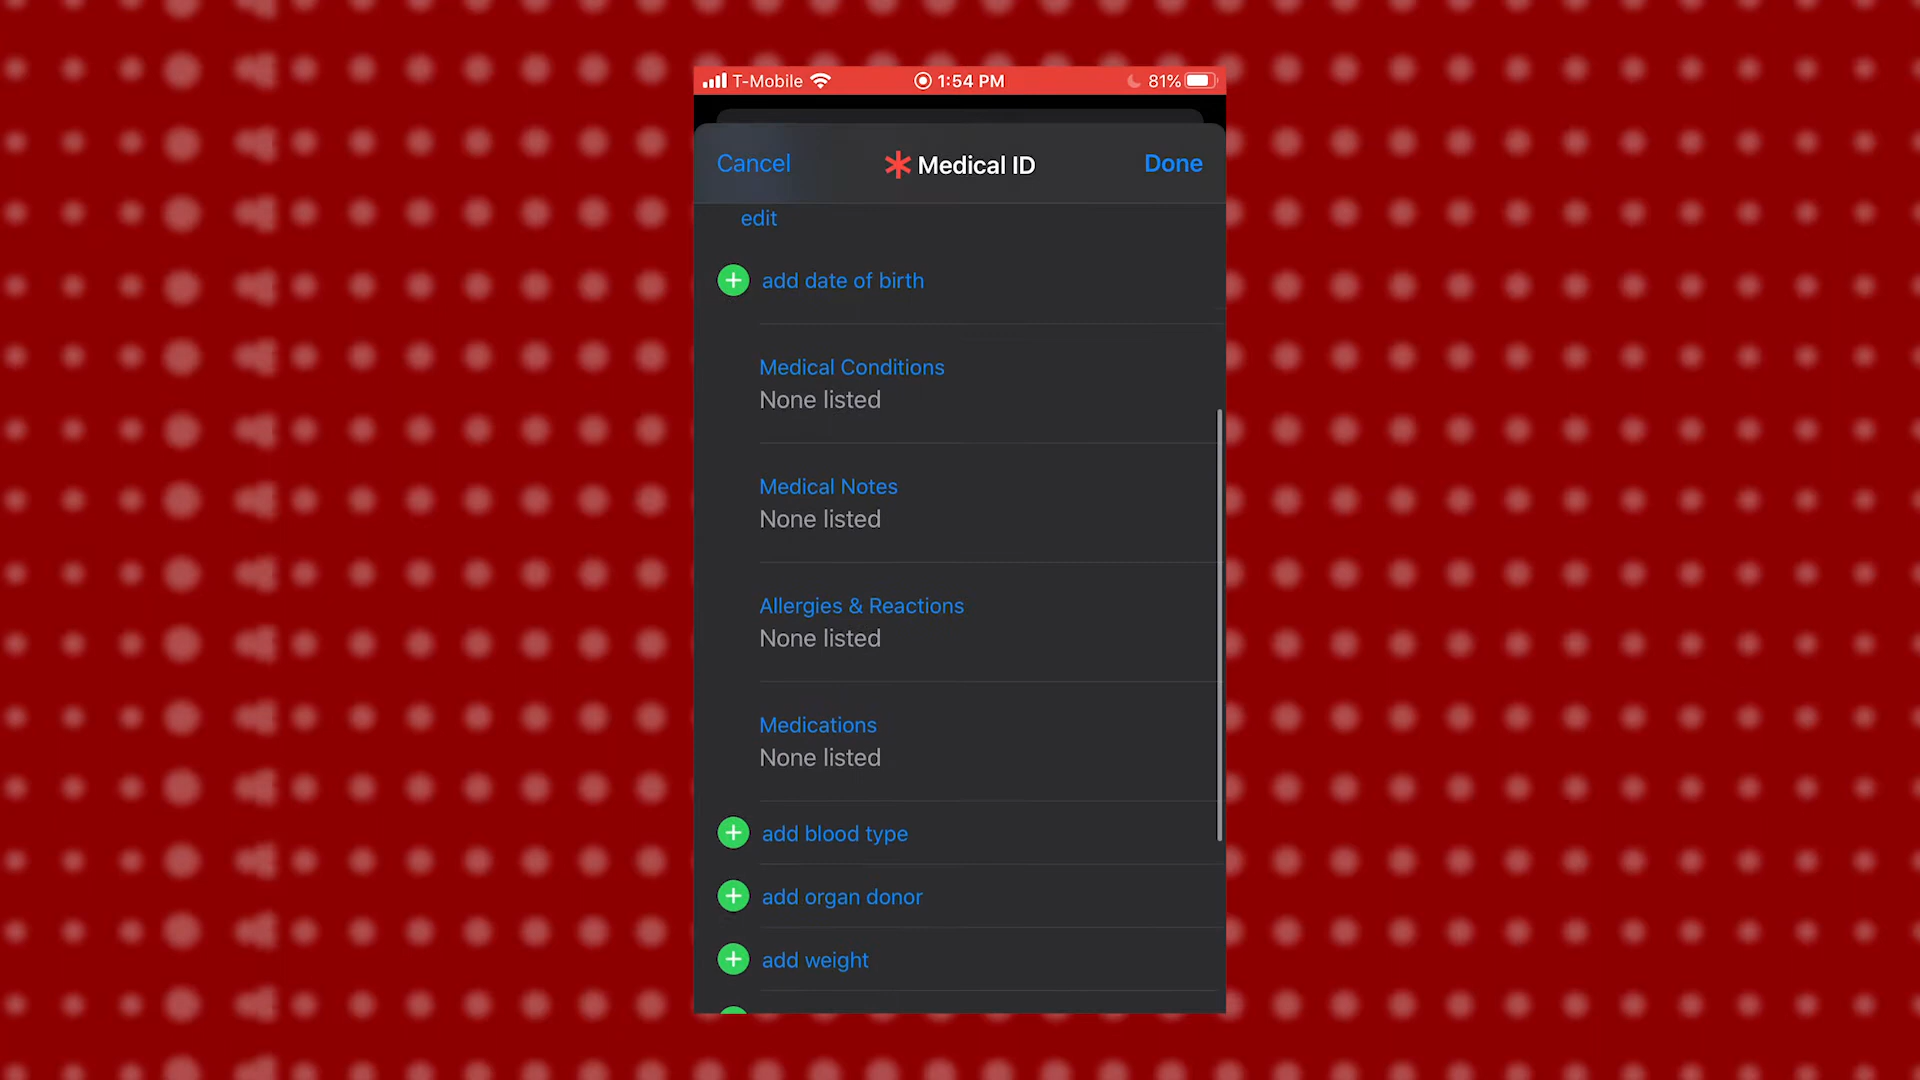 T-Mobile 1:54 PM 81%
Cancel Medical ID Done
edit
add date of birth
Medical Conditions
None listed
Medical Notes
None listed
Allergies & Reactions
None listed
Medications
None listed
add blood type
add organ donor
add weight